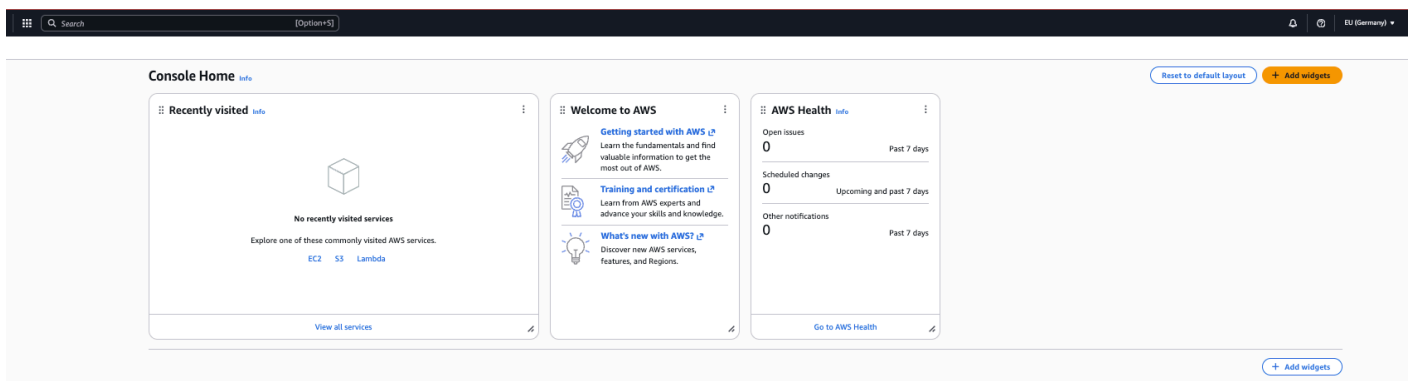 Search [Option+S] EU (Germany)
Console Home Info Reset to default layout + Add widgets
Recently visited Info
No recently visited services
Explore one of these commonly visited AWS services.
EC2 S3 Lambda
View all services
Welcome to AWS
Getting started with AWS
Learn the fundamentals and find
valuable information to get the
most out of AWS.
Training and certification
Learn from AWS experts and
advance your skills and knowledge.
What's new with AWS?
Discover new AWS services,
features, and Regions.
AWS Health Info
Open issues
0 Past 7 days
Scheduled changes
0 Upcoming and past 7 days
Other notifications
0 Past 7 days
Go to AWS Health
+ Add widgets